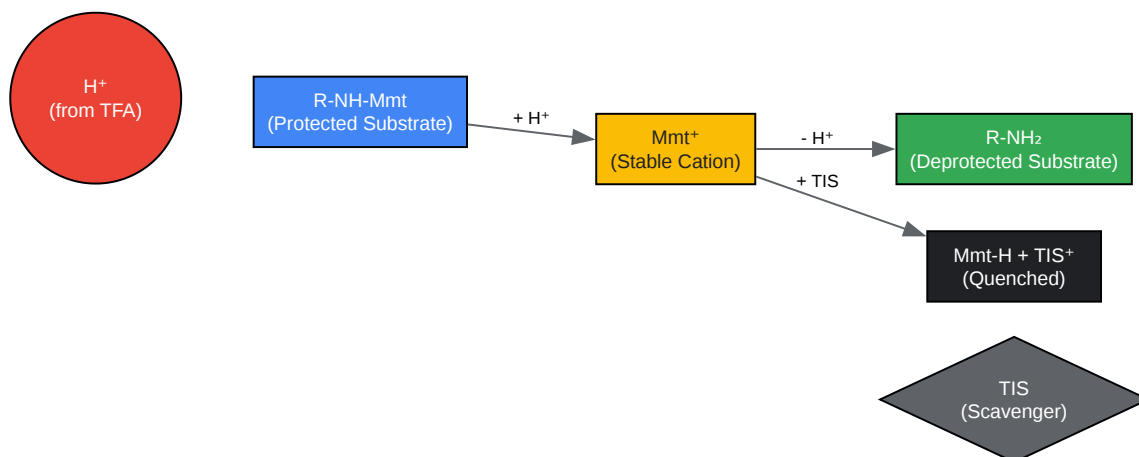 H⁺
(from TFA)
R-NH-Mmt
(Protected Substrate)
+ H⁺
Mmt⁺
(Stable Cation)
- H⁺
+ TIS
R-NH₂
(Deprotected Substrate)
Mmt-H + TIS⁺
(Quenched)
TIS
(Scavenger)